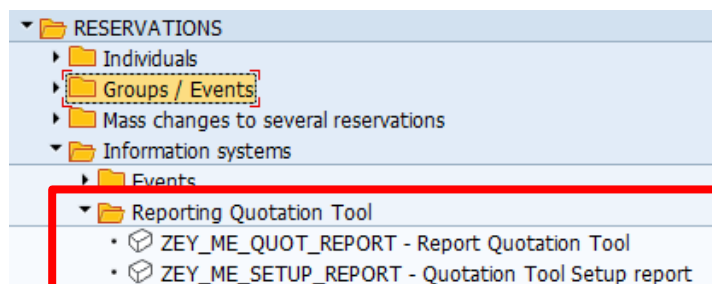 RESERVATIONS
Individuals
Groups / Events
Mass changes to several reservations
Information systems
Events
Reporting Quotation Tool
ZEY_ME_QUOT_REPORT - Report Quotation Tool
ZEY_ME_SETUP_REPORT - Quotation Tool Setup report